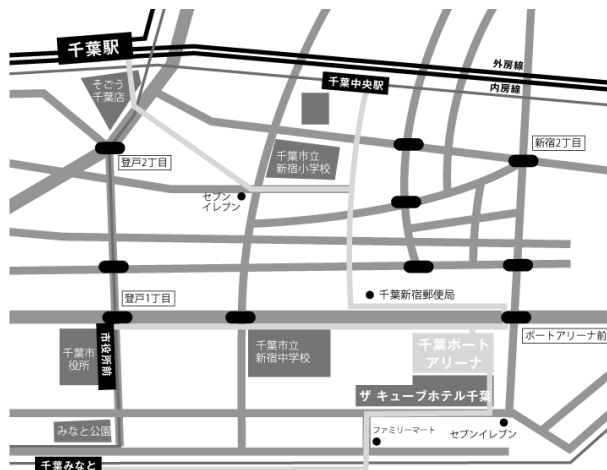 千葉駅
外房線
内房線
千葉中央駅
そごう
千葉店
新宿2丁目
登戸2丁目
千葉市立
新宿小学校
セブン
イレブン
千葉新宿郵便局
登戸1丁目
ポートアリーナ前
千葉市
役所
市役所前
千葉市立
新宿中学校
千葉ポート
アリーナ
ザ キューブホテル千葉
みなと公園
ファミリーマート
セブンイレブン
千葉みなと